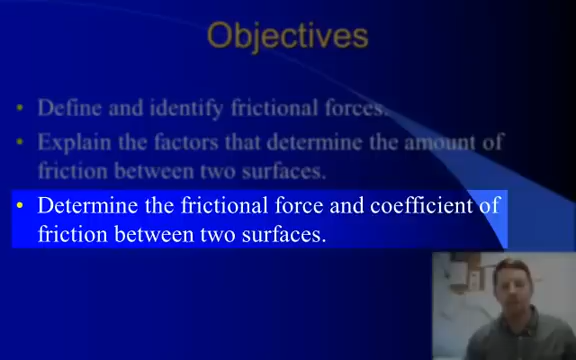 Objectives
• Define and identify frictional forces.
• Explain the factors that determine the amount of
friction between two surfaces.
• Determine the frictional force and coefficient of
friction between two surfaces.